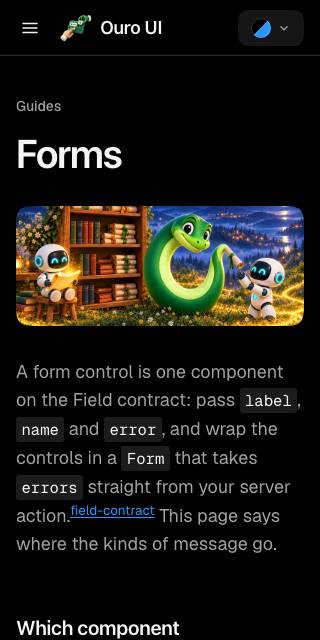 Ouro UI
Guides
Forms
A form control is one component
on the Field contract: pass label,
name and error, and wrap the
controls in a Form that takes
errors straight from your server
action.field-contract This page says
where the kinds of message go.
Which component